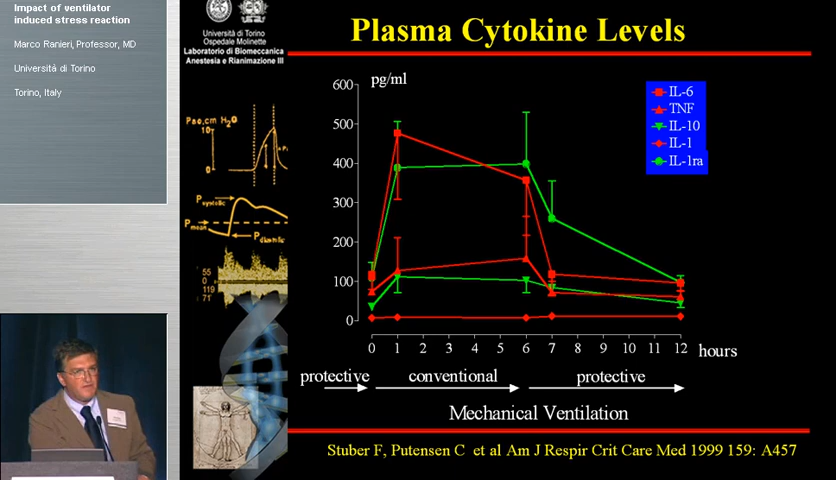 Impact of ventilator
induced stress reaction
Marco Ranieri, Professor, MD
Universitá di Torino
Torino, Italy
Università di Torino
Ospedale Molinette
Laboratorio di Biomeccanica
Anestesia e Rianimazione III
Plasma Cytokine Levels
Pao,cm H2O
10
0
Psystolic
Pmean
Pdiastolic
55
0
119
71
pg/ml
600
500
400
300
200
100
0
IL-6
TNF
IL-10
IL-1
IL-1ra
0 1 2 3 4 5 6 7 8 9 10 11 12 hours
protective conventional protective
Mechanical Ventilation
Stuber F, Putensen C et al Am J Respir Crit Care Med 1999 159: A457